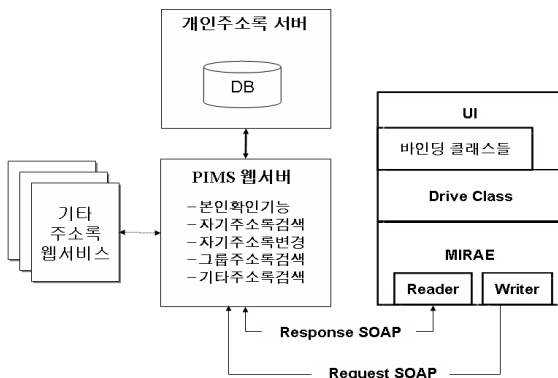 개인주소록 서버
DB
PIMS 웹서버
–본인확인기능
–자기주소록검색
–자기주소록변경
–그룹주소록검색
–기타주소록검색
기타
주소록
웹서비스
UI
바인딩 클래스들
Drive Class
MIRAE
Reader
Writer
Response SOAP
Request SOAP